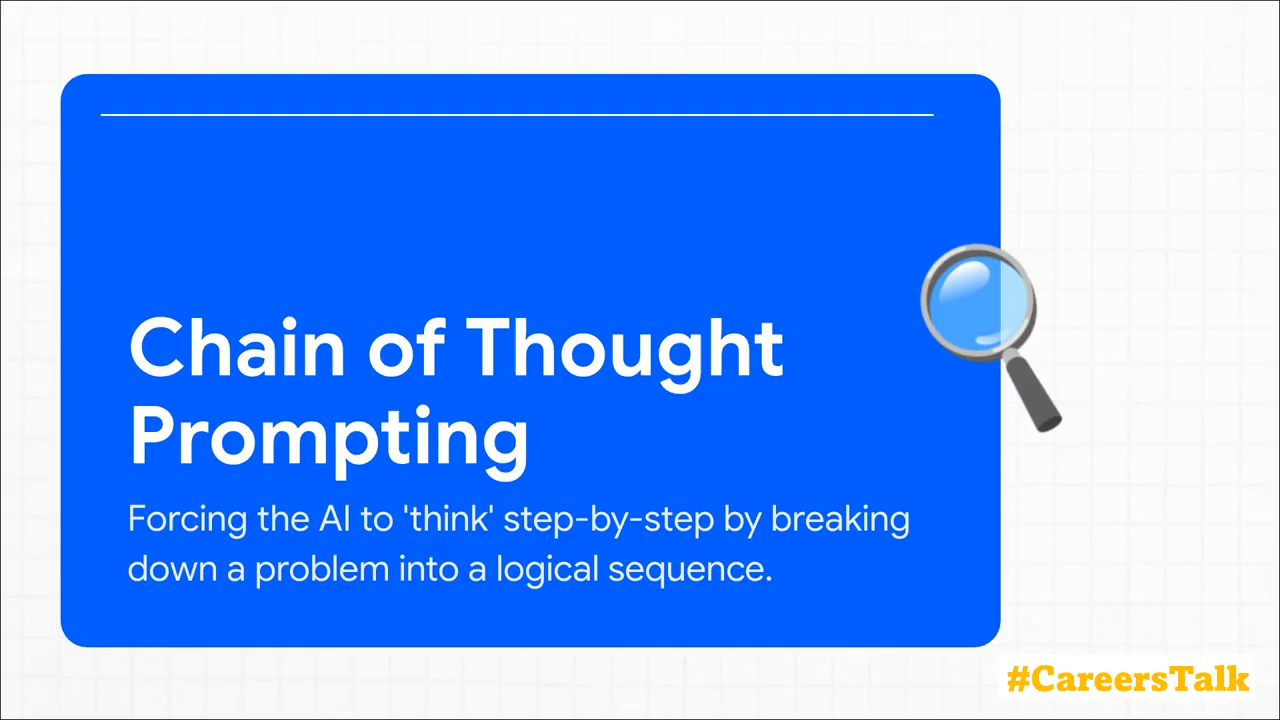 Chain of Thought
Prompting
Forcing the AI to 'think' step-by-step by breaking
down a problem into a logical sequence.
#CareersTalk